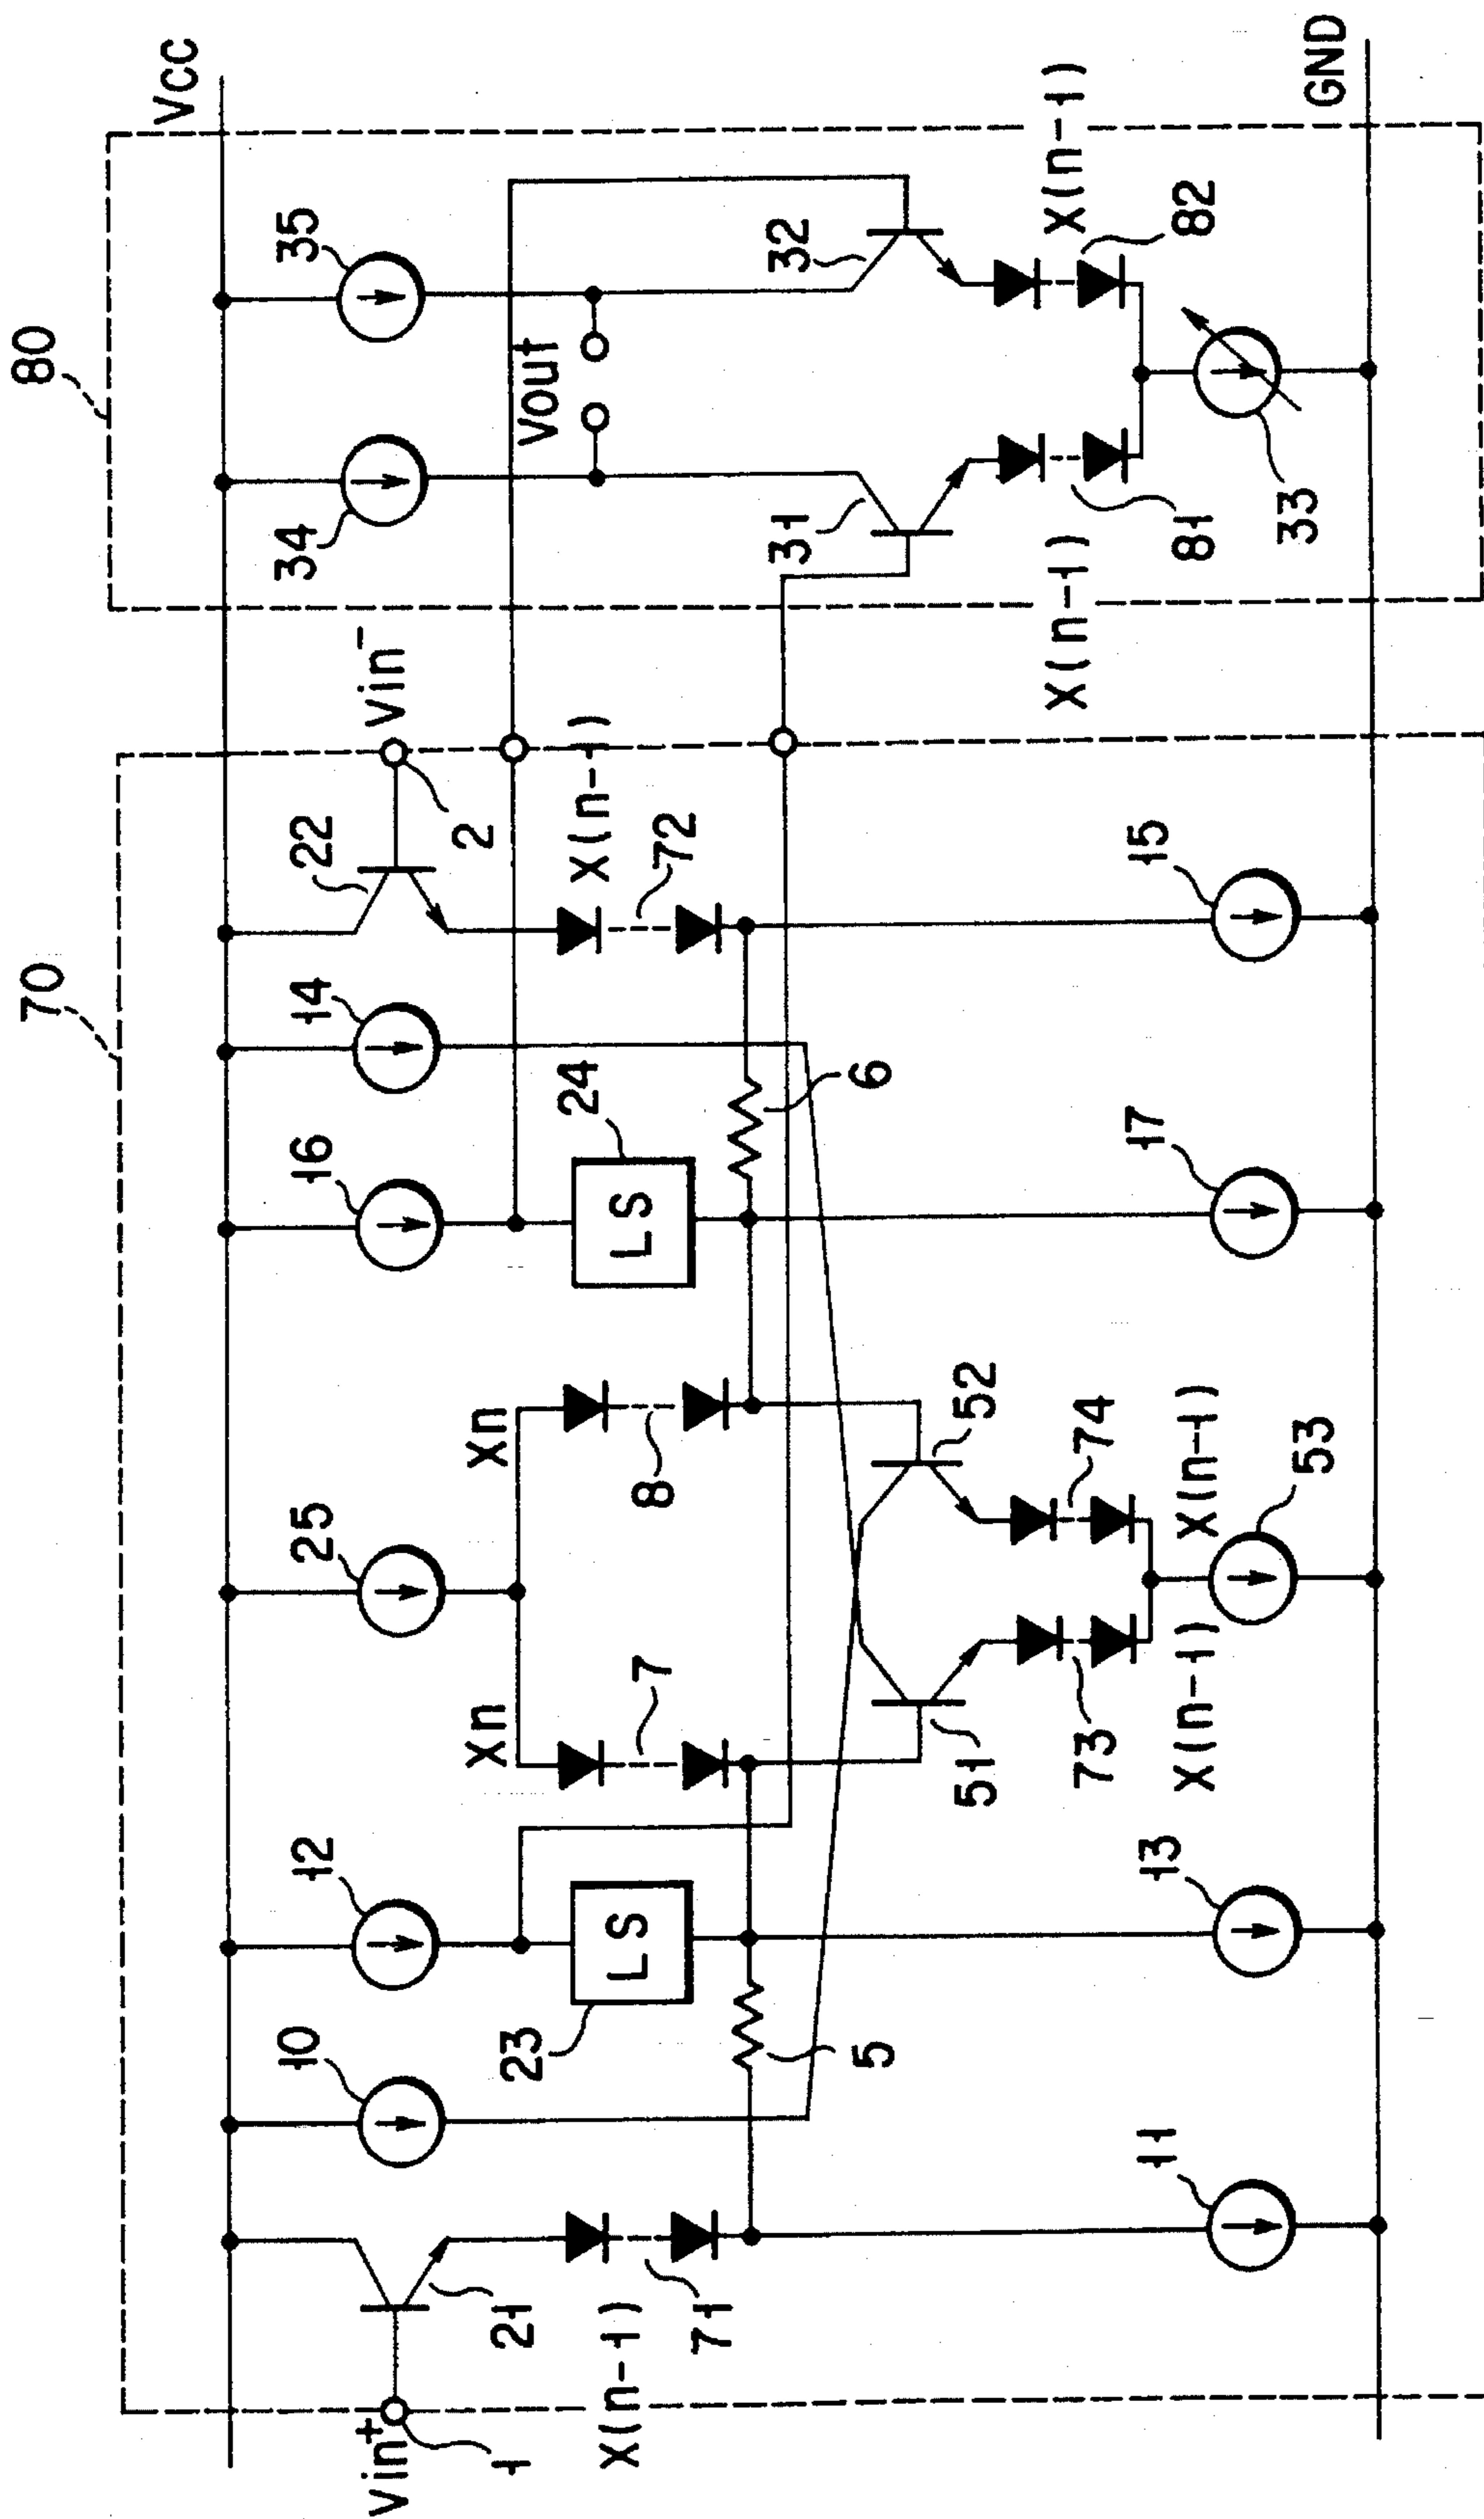 70
80
Vcc
35
34
Vin⁻
22
14
16
25
12
10
Vin⁺
1
21
2
Vout
32
31
X(n-1)
72
24
LS
Xn
8
Xn
7
LS
23
X(n-1)
71
6
5
X(n-1)
82
X(n-1)
81
33
52
74
X(n-1)
53
51
73
X(n-1)
15
17
13
11
GND